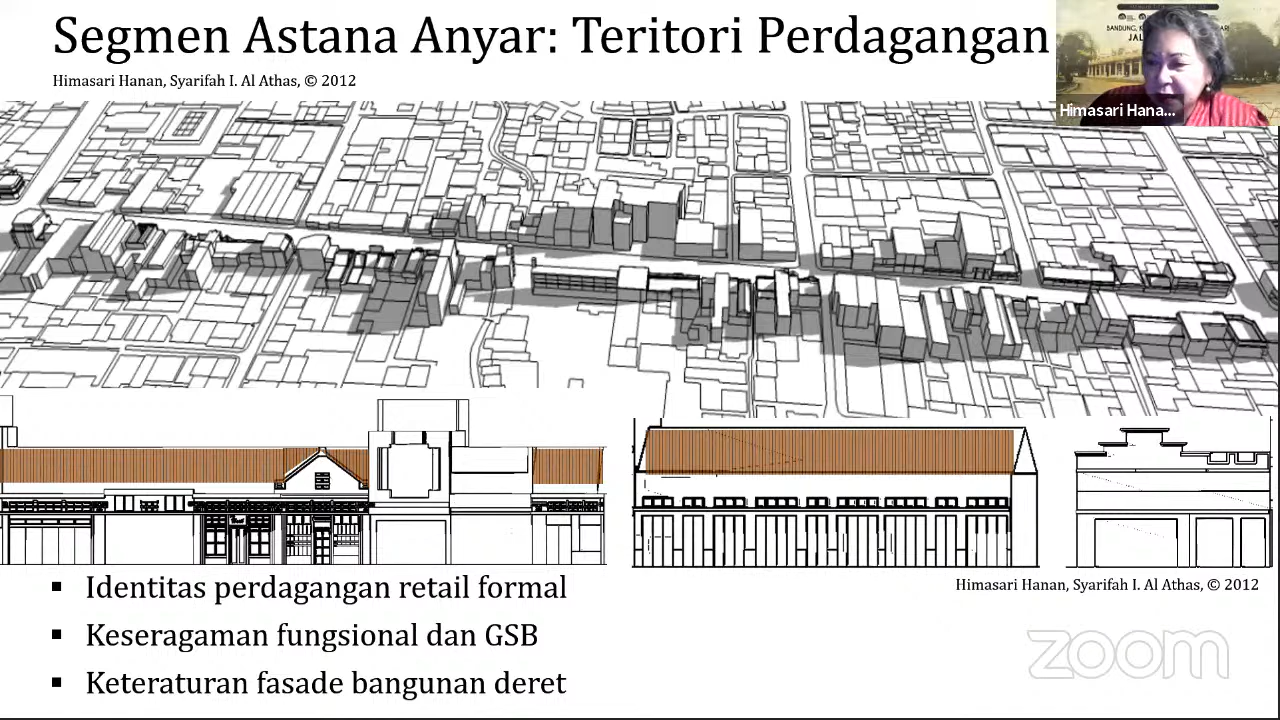 Segmen Astana Anyar: Teritori Perdagangan
Himasari Hanan, Syarifah I. Al Athas, © 2012
BANDUNG,
Himasari Hana...
▪ Identitas perdagangan retail formal
▪ Keseragaman fungsional dan GSB
▪ Keteraturan fasade bangunan deret
Himasari Hanan, Syarifah I. Al Athas, © 2012
zoom